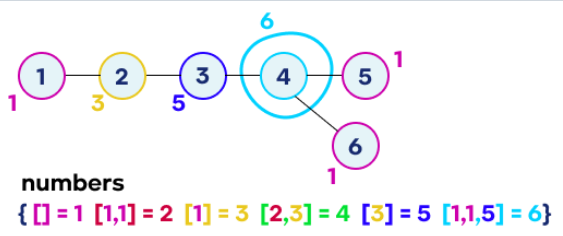 6
1 2 3 4 5 1
1 3 5
6
1
numbers
{ [] = 1 [1,1] = 2 [1] = 3 [2,3] = 4 [3] = 5 [1,1,5] = 6}